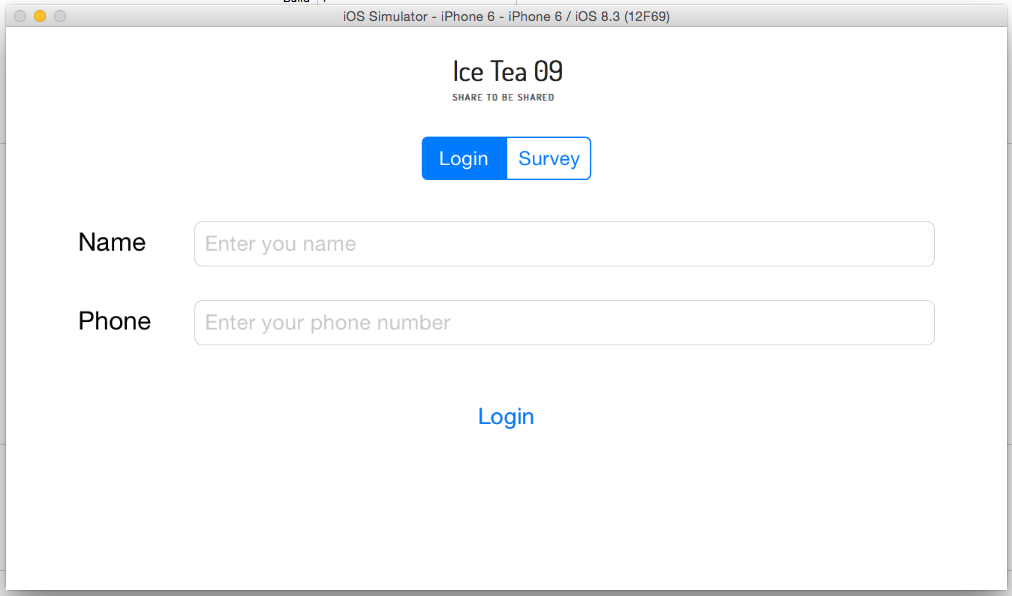 iOS Simulator - iPhone 6 - iPhone 6 / iOS 8.3 (12F69)
Ice Tea 09
SHARE TO BE SHARED
Login Survey
Name Enter you name
Phone Enter your phone number
Login